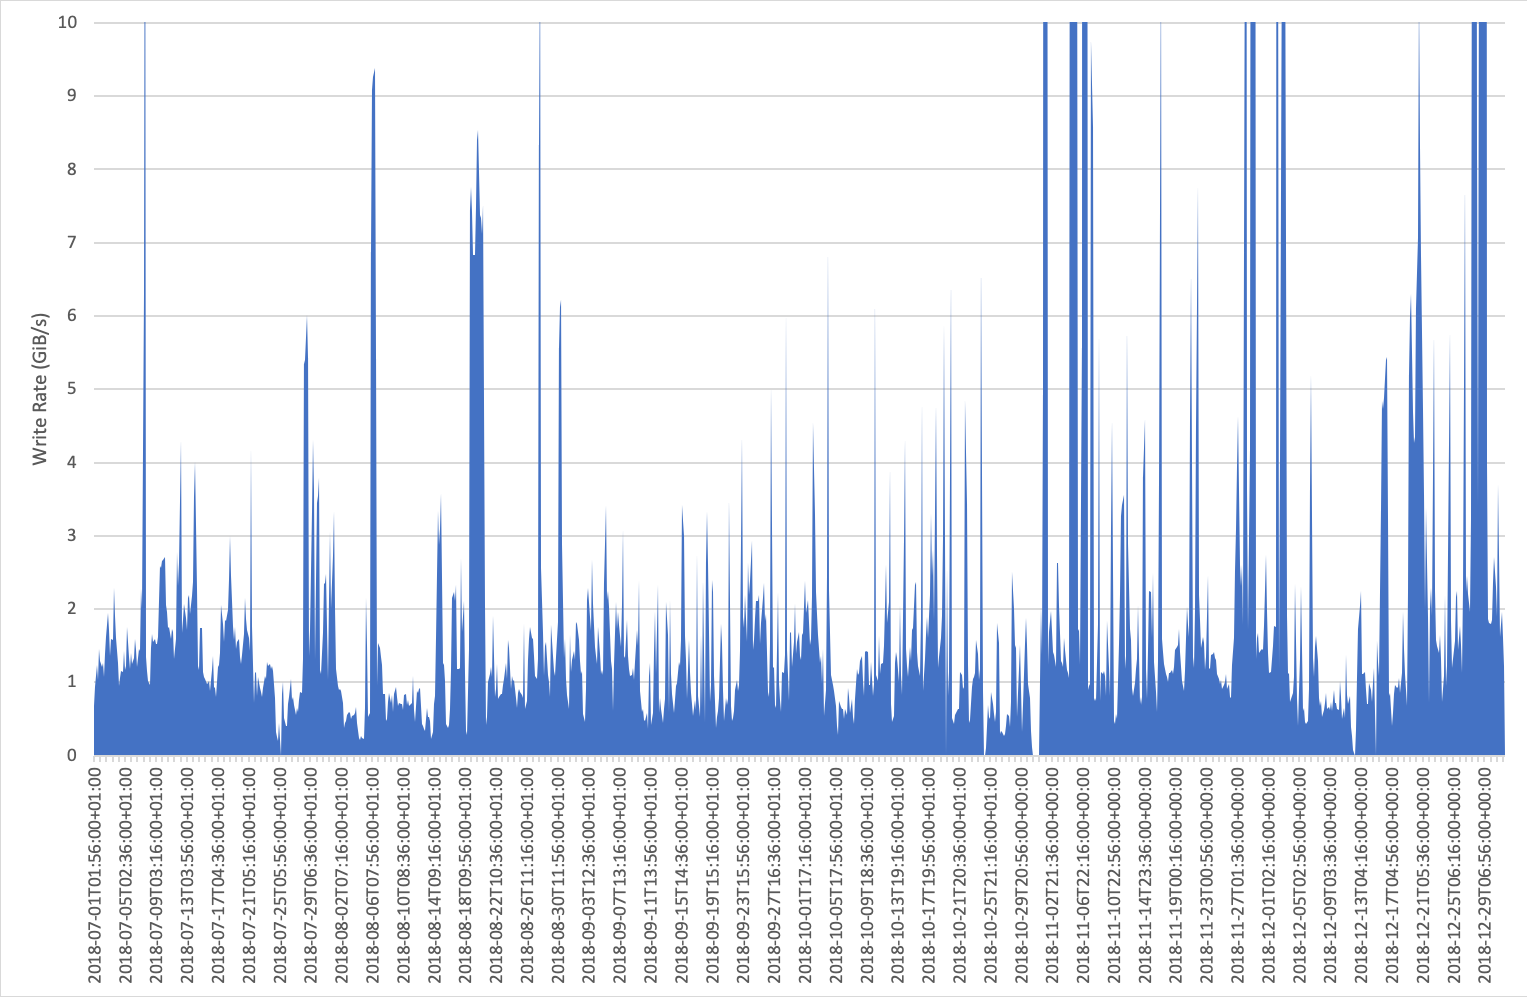 10
9
8
7
6
5
4
3
2
1
0
Write Rate (GiB/s)
2018-07-01T01:56:00+01:00
2018-07-05T02:36:00+01:00
2018-07-09T03:16:00+01:00
2018-07-13T03:56:00+01:00
2018-07-17T04:36:00+01:00
2018-07-21T05:16:00+01:00
2018-07-25T05:56:00+01:00
2018-07-29T06:36:00+01:00
2018-08-02T07:16:00+01:00
2018-08-06T07:56:00+01:00
2018-08-10T08:36:00+01:00
2018-08-14T09:16:00+01:00
2018-08-18T09:56:00+01:00
2018-08-22T10:36:00+01:00
2018-08-26T11:16:00+01:00
2018-08-30T11:56:00+01:00
2018-09-03T12:36:00+01:00
2018-09-07T13:16:00+01:00
2018-09-11T13:56:00+01:00
2018-09-15T14:36:00+01:00
2018-09-19T15:16:00+01:00
2018-09-23T15:56:00+01:00
2018-09-27T16:36:00+01:00
2018-10-01T17:16:00+01:00
2018-10-05T17:56:00+01:00
2018-10-09T18:36:00+01:00
2018-10-13T19:16:00+01:00
2018-10-17T19:56:00+01:00
2018-10-21T20:36:00+01:00
2018-10-25T21:16:00+01:00
2018-10-29T20:56:00+00:00
2018-11-02T21:36:00+00:00
2018-11-06T22:16:00+00:00
2018-11-10T22:56:00+00:00
2018-11-14T23:36:00+00:00
2018-11-19T00:16:00+00:00
2018-11-23T00:56:00+00:00
2018-11-27T01:36:00+00:00
2018-12-01T02:16:00+00:00
2018-12-05T02:56:00+00:00
2018-12-09T03:36:00+00:00
2018-12-13T04:16:00+00:00
2018-12-17T04:56:00+00:00
2018-12-21T05:36:00+00:00
2018-12-25T06:16:00+00:00
2018-12-29T06:56:00+00:00